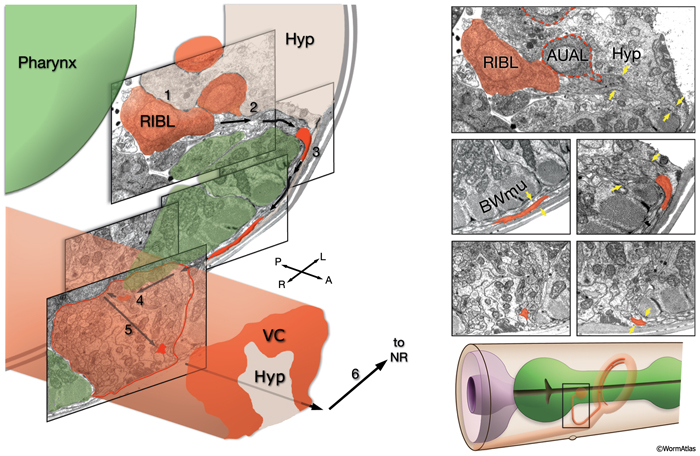 Pharynx
Hyp
1
2
RIBL
3
P
L
R
A
4
5
VC
Hyp
6
to
NR
RIBL
AUAL
Hyp
BWmu
©WormAtlas